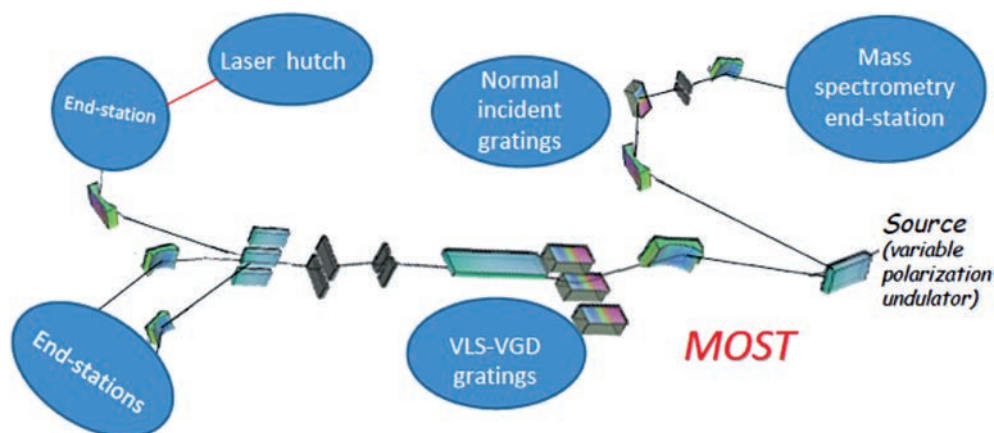 Laser hutch
End-station
Normal
incident
gratings
Mass
spectrometry
end-station
Source
(variable
polarization
undulator)
End-stations
VLS-VGD
gratings
MOST